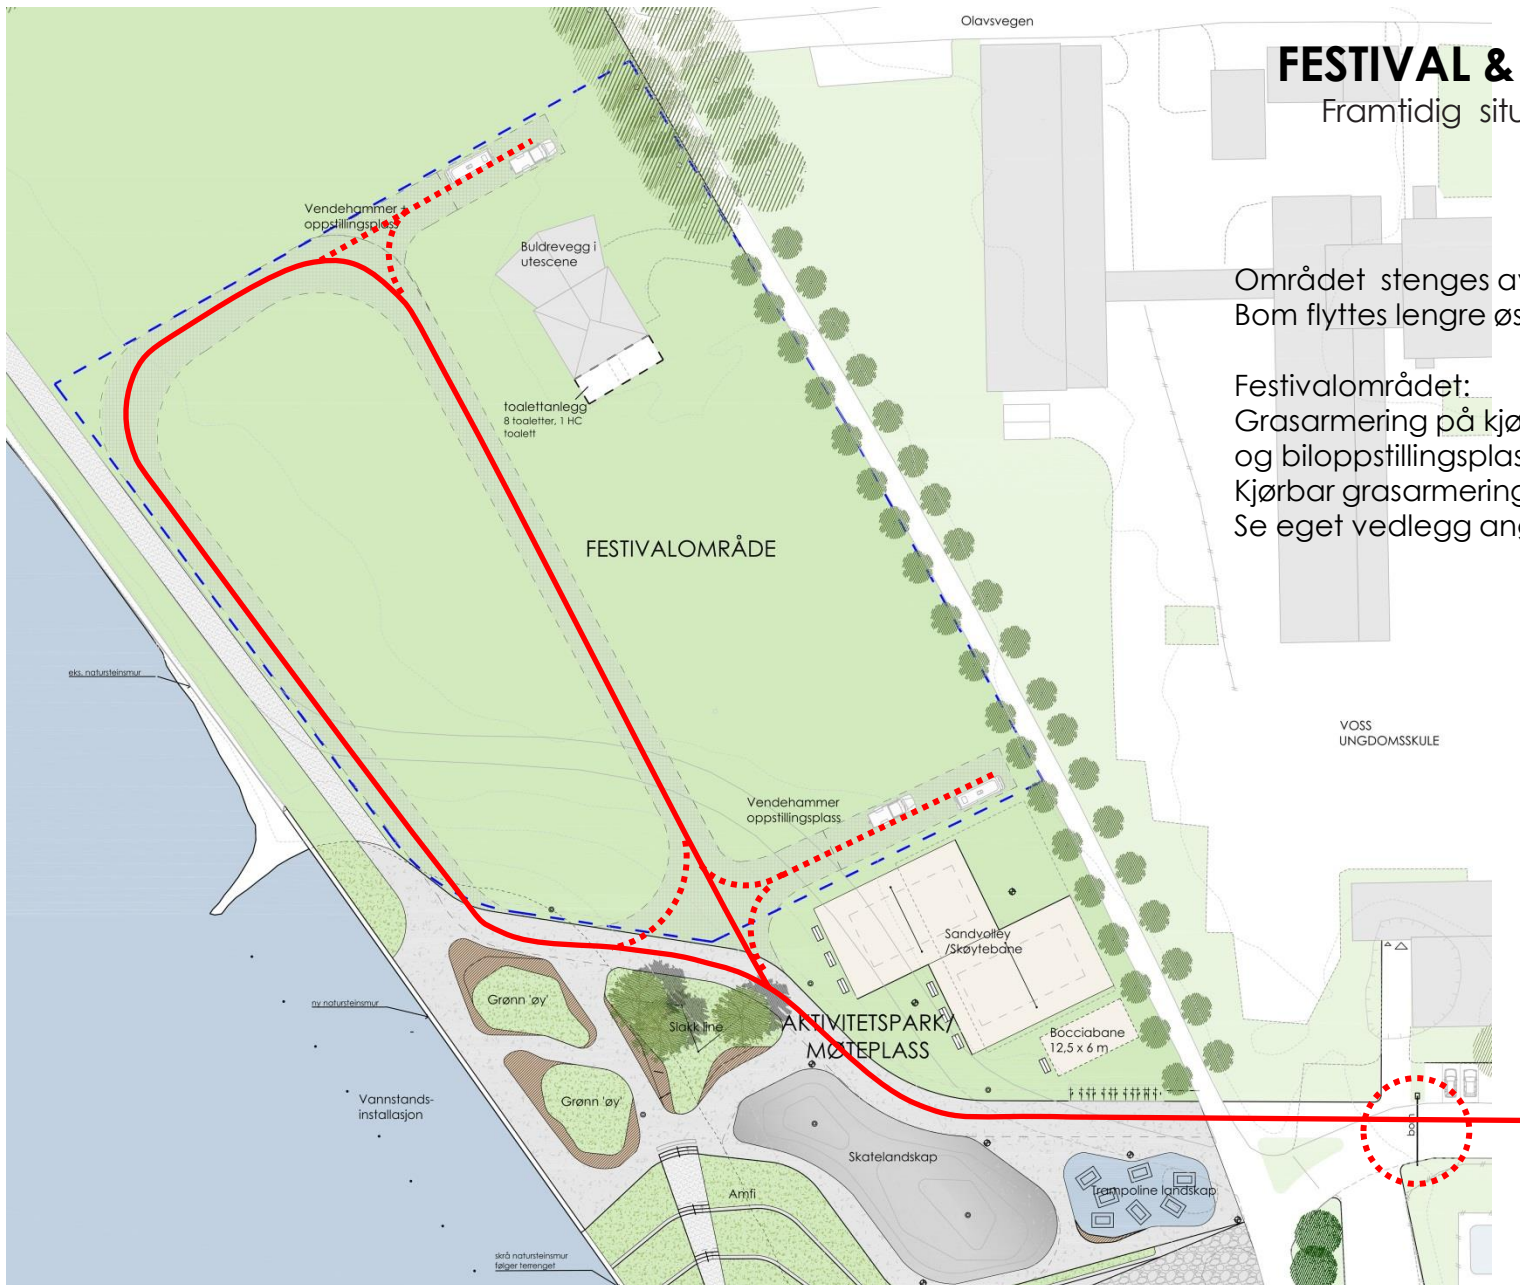 Olavsvegen
FESTIVAL &
Framtidig situ
Vendehammer +
oppstillingsplass
Buldrevegg i
utescene
Området stenges av
Bom flyttes lengre øs
Festivalområdet:
Grasarmering på kjø
og biloppstillingsplas
Kjørbar grasarmering
Se eget vedlegg ang
toalettanlegg
8 toaletter, 1 HC
toalett
FESTIVALOMRÅDE
eks. natursteinsmur
VOSS
UNGDOMSSKULE
Vendehammer
oppstillingsplass
Sandvolley
/Skøytebane
Grønn 'øy'
ny natursteinsmur
Slakk line
AKTIVITETSPARK/
MØTEPLASS
Bocciabane
12,5 x 6 m
Vannstands-
installasjon
Grønn 'øy'
bom
Skatelandskap
Trampoline landskap
Amfi
skrå natursteinsmur
følger terrenget